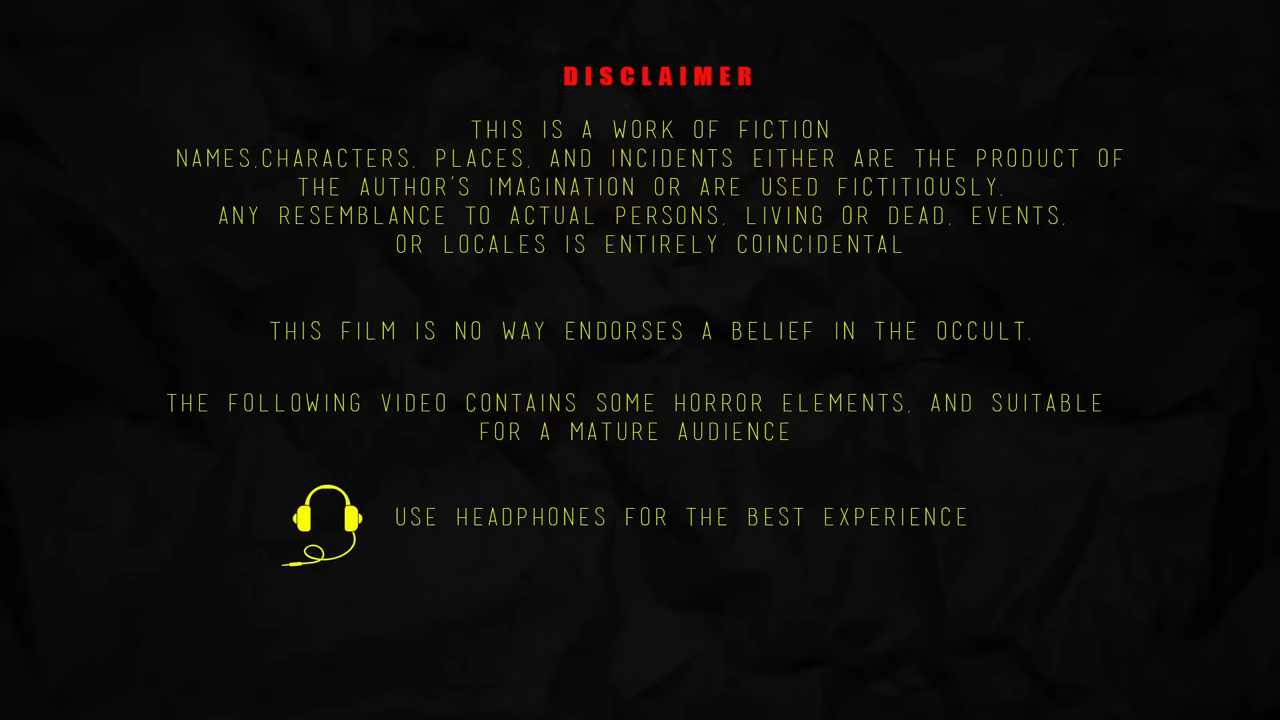 DISCLAIMER
THIS IS A WORK OF FICTION
NAMES,CHARACTERS, PLACES, AND INCIDENTS EITHER ARE THE PRODUCT OF
THE AUTHOR'S IMAGINATION OR ARE USED FICTITIOUSLY.
ANY RESEMBLANCE TO ACTUAL PERSONS, LIVING OR DEAD, EVENTS,
OR LOCALES IS ENTIRELY COINCIDENTAL
THIS FILM IS NO WAY ENDORSES A BELIEF IN THE OCCULT.
THE FOLLOWING VIDEO CONTAINS SOME HORROR ELEMENTS, AND SUITABLE
FOR A MATURE AUDIENCE
USE HEADPHONES FOR THE BEST EXPERIENCE